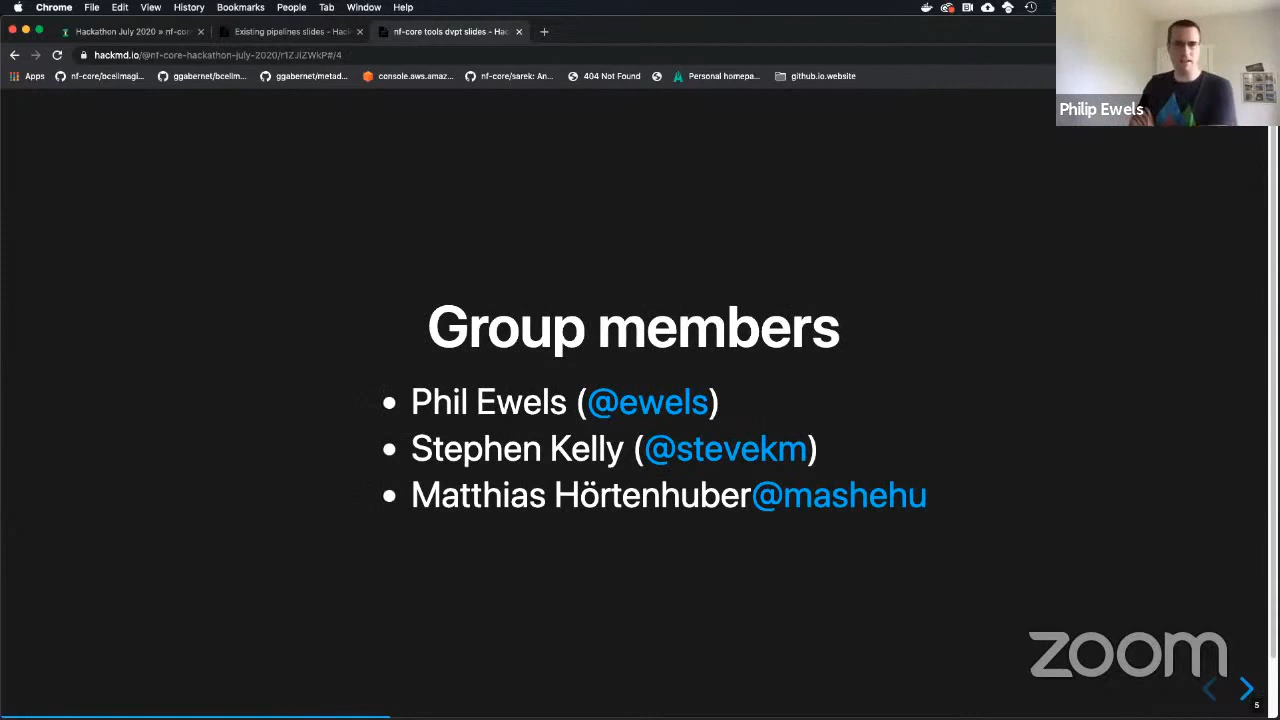 Chrome File Edit View History Bookmarks People Tab Window Help
Hackathon July 2020 » nf-cor
Existing pipelines slides - Hack
nf-core tools dvpt slides - Hac
hackmd.io/@nf-core-hackathon-july-2020/r1ZJiZWkP#/4
Apps nf-core/bcellmagi... ggabernet/bcellm... ggabernet/metad... console.aws.amaz... nf-core/sarek: An... 404 Not Found Personal homepa... github.io.website
Philip Ewels
Group members
• Phil Ewels (@ewels)
• Stephen Kelly (@stevekm)
• Matthias Hörtenhuber@mashehu
zoom
5